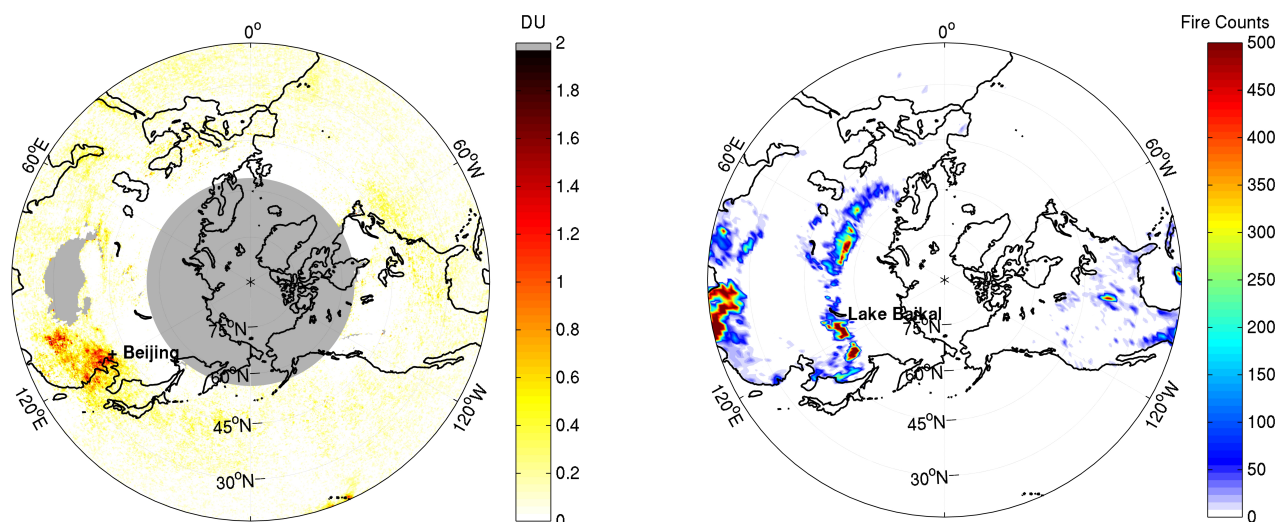 DU
0°
60°E
60°W
120°E
120°W
75°N
60°N
45°N
30°N
+ Beijing
2
1.8
1.6
1.4
1.2
1
0.8
0.6
0.4
0.2
0
Fire Counts
0°
60°E
60°W
120°E
120°W
Lake Baikal
75°N
60°N
45°N
30°N
500
450
400
350
300
250
200
150
100
50
0